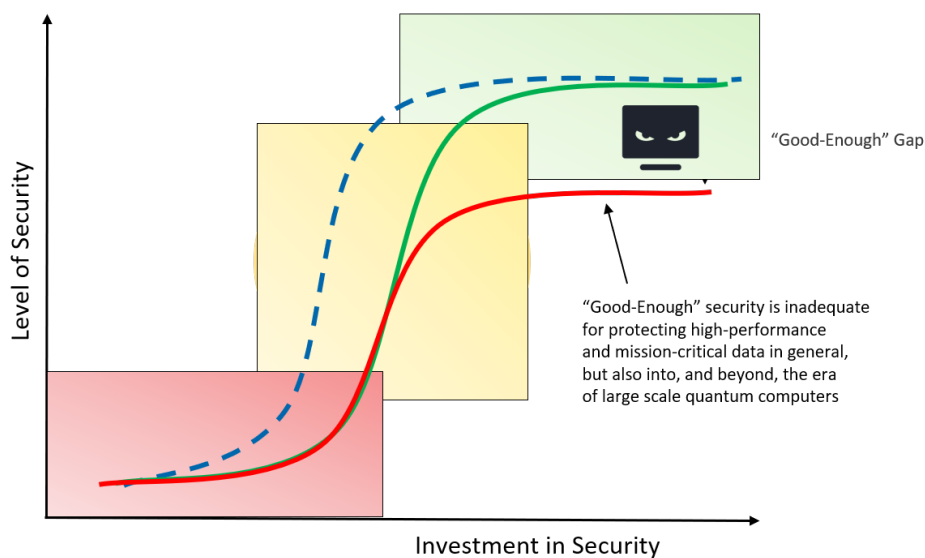 “Good-Enough” Gap
Level of Security
“Good-Enough” security is inadequate
for protecting high-performance
and mission-critical data in general,
but also into, and beyond, the era
of large scale quantum computers
Investment in Security